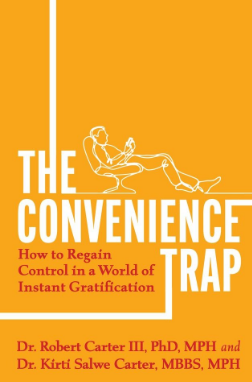 THE
CONVENIENCE
TRAP
How to Regain
Control in a World of
Instant Gratification
Dr. Robert Carter III, PhD, MPH and
Dr. Kirti Salwe Carter, MBBS, MPH